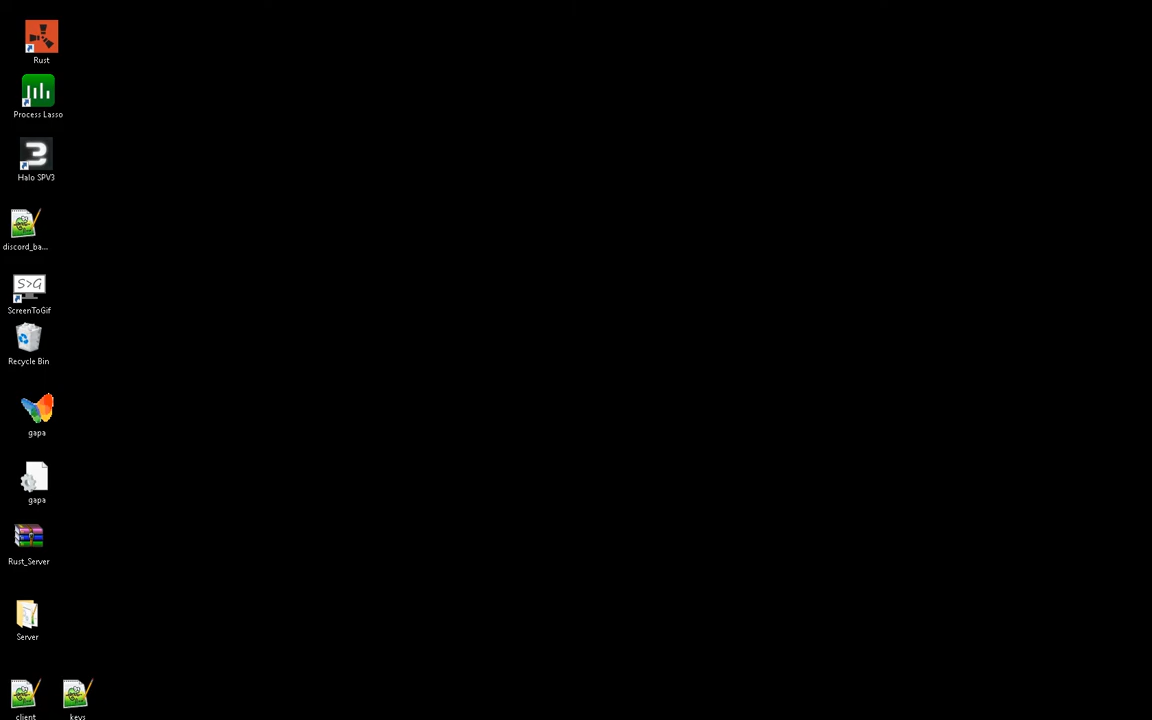 Rust
Process Lasso
Halo SPV3
discord_ba...
S>G
ScreenToGif
Recycle Bin
gapa
gapa
Rust_Server
Server
client
keys